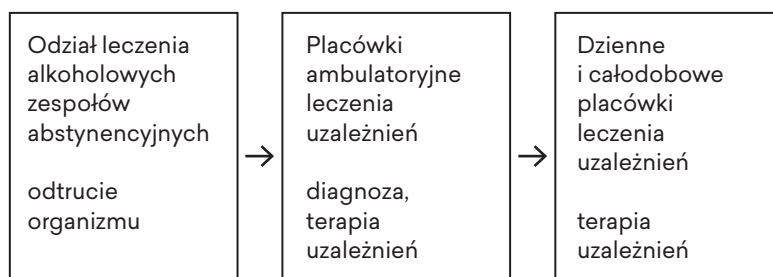 Odział leczenia
alkoholowych
zespołów
abstynencyjnych
odtrucie
organizmu
→
Placówki
ambulatoryjne
leczenia
uzależnień
diagnoza,
terapia
uzależnień
→
Dzienne
i całodobowe
placówki
leczenia
uzależnień
terapia
uzależnień